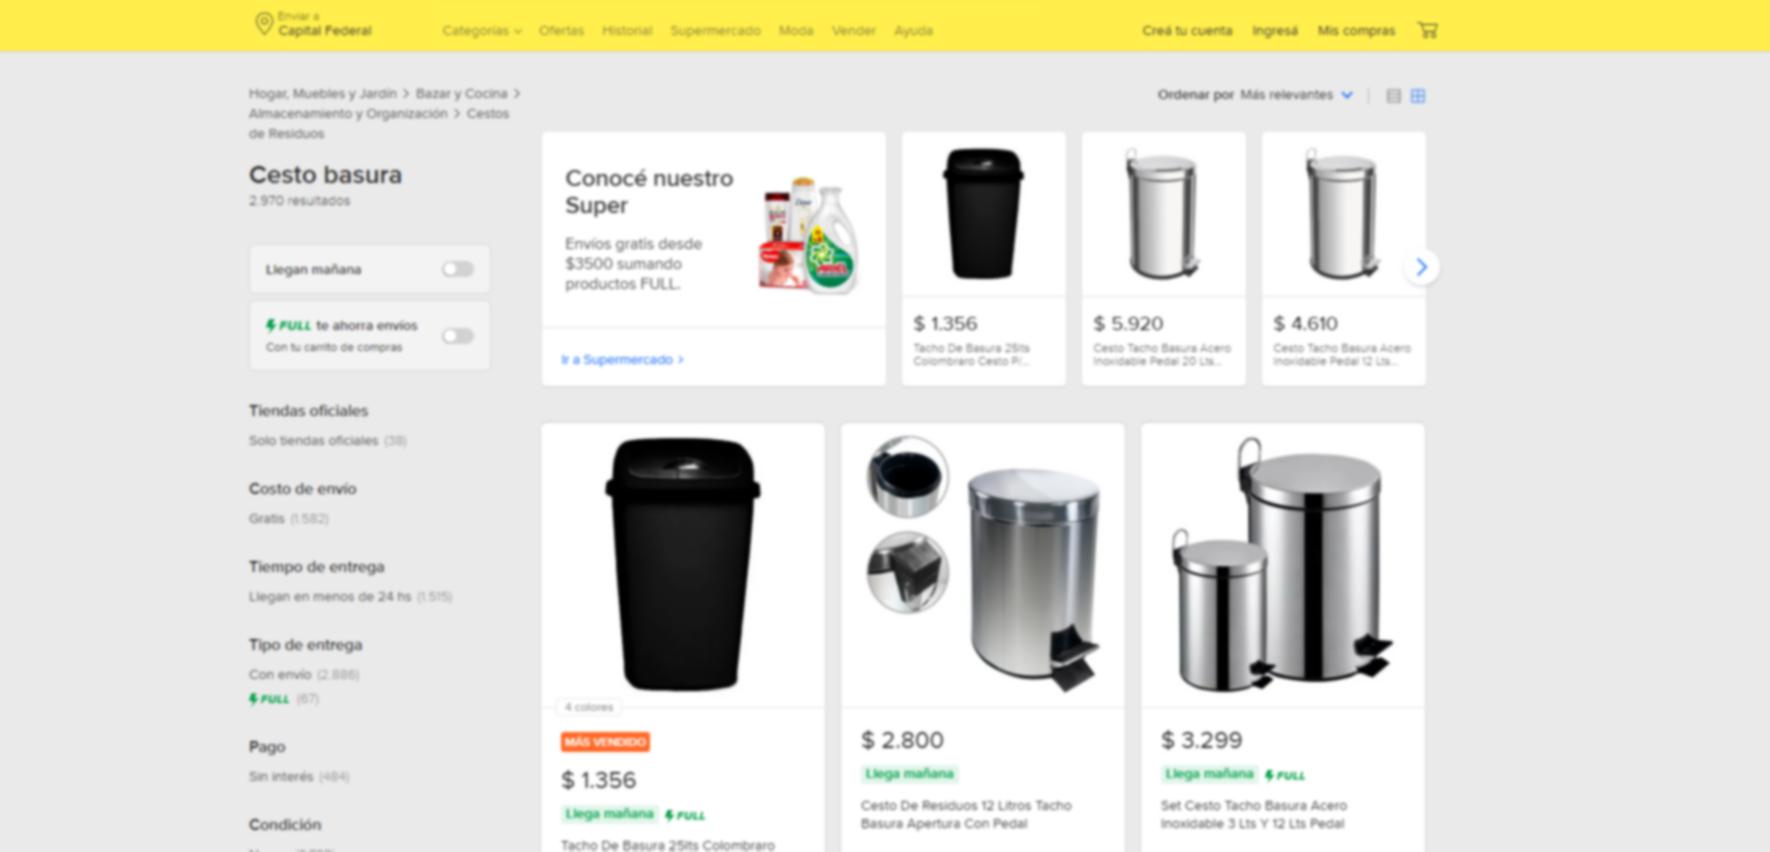 Enviar a
Capital Federal
Categorías
Ofertas
Historial
Supermercado
Moda
Vender
Ayuda
Creá tu cuenta
Ingresá
Mis compras
Hogar, Muebles y Jardín > Bazar y Cocina >
Almacenamiento y Organización > Cestos
de Residuos
Cesto basura
2.970 resultados
Ordenar por Más relevantes
Llegan mañana
FULL te ahorra envíos
Con tu carrito de compras
Tiendas oficiales
Solo tiendas oficiales (38)
Costo de envío
Gratis (1.582)
Tiempo de entrega
Llegan en menos de 24 hs (1.515)
Tipo de entrega
Con envío (2.886)
FULL (67)
Pago
Sin interés (484)
Condición
Conocé nuestro
Super
Envíos gratis desde
$3500 sumando
productos FULL.
Ir a Supermercado >
$ 1.356
Tacho De Basura 25lts
Colombraro Cesto P/...
$ 5.920
Cesto Tacho Basura Acero
Inoxidable Pedal 20 Lts...
$ 4.610
Cesto Tacho Basura Acero
Inoxidable Pedal 12 Lts...
4 colores
MÁS VENDIDO
$ 1.356
Llega mañana FULL
Tacho De Basura 25lts Colombraro
$ 2.800
Llega mañana
Cesto De Residuos 12 Litros Tacho
Basura Apertura Con Pedal
$ 3.299
Llega mañana FULL
Set Cesto Tacho Basura Acero
Inoxidable 3 Lts Y 12 Lts Pedal